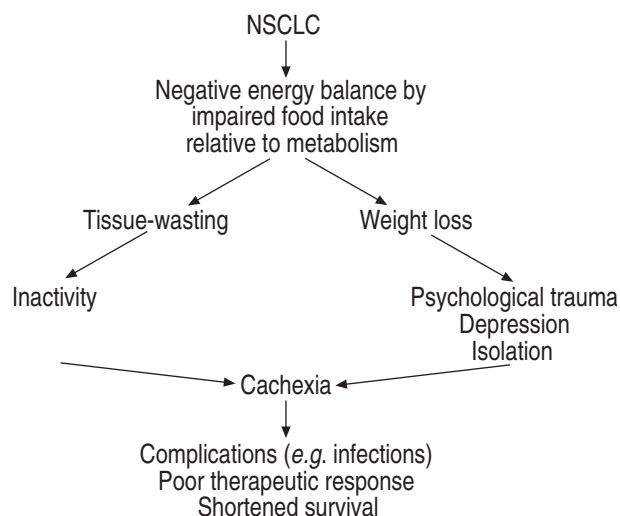 NSCLC
Negative energy balance by
impaired food intake
relative to metabolism
Tissue-wasting
Weight loss
Inactivity
Psychological trauma
Depression
Isolation
Cachexia
Complications (e.g. infections)
Poor therapeutic response
Shortened survival